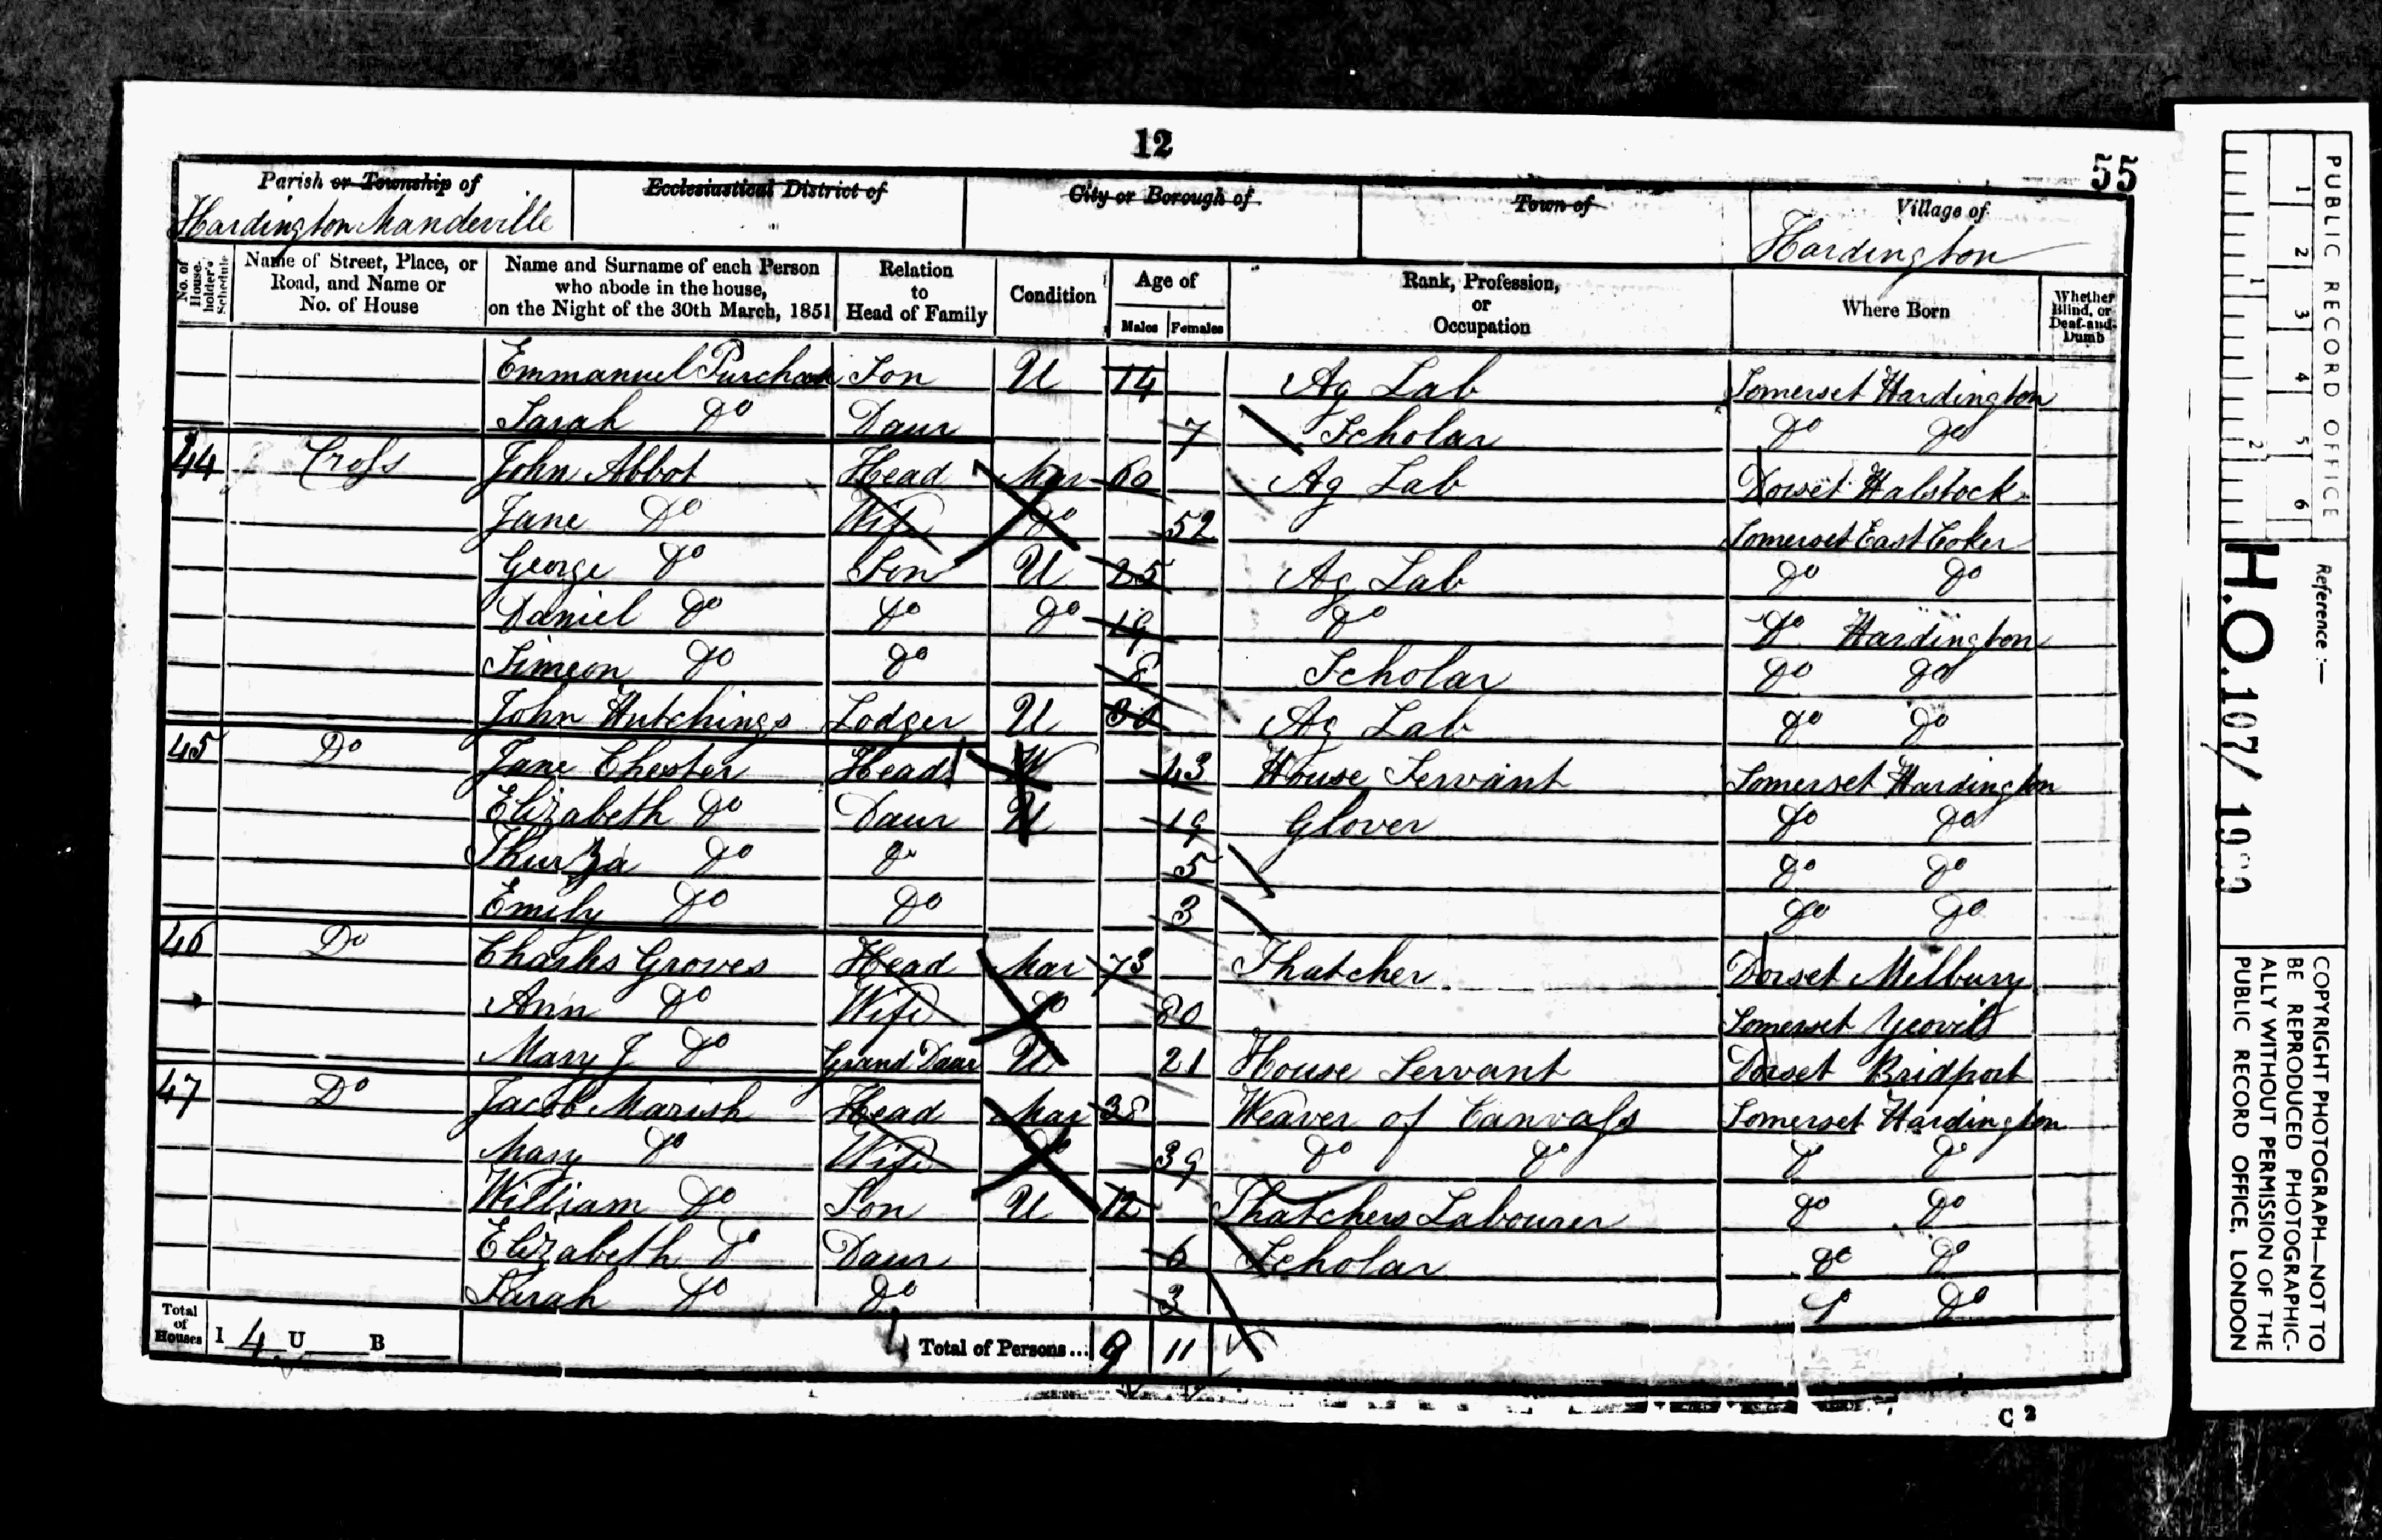 12
55
Parish or Township of
Hardington Mandeville
Ecclesiastical District of
City or Borough of
Town of
Village of
Hardington
No. of House-holder's Schedule
Name of Street, Place, or Road, and Name or No. of House
Name and Surname of each Person who abode in the house, on the Night of the 30th March, 1851
Relation to Head of Family
Condition
Age of
Males Females
Rank, Profession, or Occupation
Where Born
Whether Blind, or Deaf-and-Dumb
Emmanuel Son U 14 Ag Lab Somerset Hardington
Sarah Do Daur 7 Scholar Do Do
44 Cross John Abbot Head Mar 60 Ag Lab Dorset Halstock
Jane Do Wife Do 52 Somerset East Coker
George Do Son U 25 Ag Lab Do Do
Daniel Do Do Do 19 Do Do Hardington
Simeon Do Do 8 Scholar Do Do
John Hutchings Lodger U 30 Ag Lab Do Do
45 Do Jane Chester Head W 43 House Servant Somerset Hardington
Elizabeth Do Daur U 19 Glover Do Do
Thurza Do Do 5 Do Do
Emily Do Do 3 Do Do
46 Do Charles Groves Head Mar 73 Thatcher Dorset Melbury
Ann Do Wife Do 80 Somerset Yeovil
Mary J Do Grand Daur U 21 House Servant Dorset Bridport
47 Do Jacob Marish Head Mar 38 Weaver of Canvass Somerset Hardington
Mary Do Wife Do 39 Do Do Do Do
William Do Son U 12 Thatchers Labourer Do Do
Elizabeth Do Daur 6 Scholar Do Do
Sarah Do Do 3 Do Do
Total of Houses I 4 U B
Total of Persons... 9 11
C 2
PUBLIC RECORD OFFICE
1 2 3 4 5 6
1 2
Reference :-
H.O. 107/
COPYRIGHT PHOTOGRAPH—NOT TO
BE REPRODUCED PHOTOGRAPHIC-
ALLY WITHOUT PERMISSION OF THE
PUBLIC RECORD OFFICE, LONDON